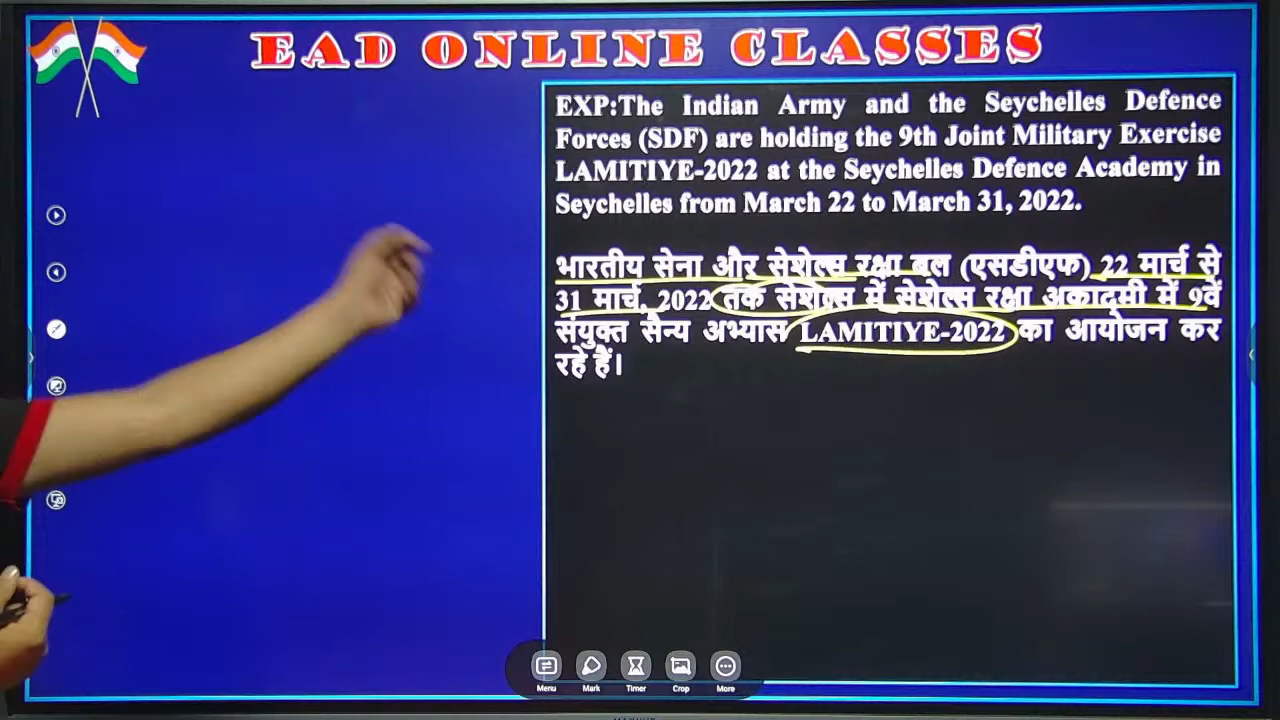 EAD ONLINE CLASSES
EXP:The Indian Army and the Seychelles Defence
Forces (SDF) are holding the 9th Joint Military Exercise
LAMITIYE-2022 at the Seychelles Defence Academy in
Seychelles from March 22 to March 31, 2022.
भारतीय सेना और सेशेल्स रक्षा बल (एसडीएफ) 22 मार्च से
31 मार्च, 2022 तक सेशेल्स में सेशेल्स रक्षा अकादमी में 9वें
संयुक्त सैन्य अभ्यास LAMITIYE-2022 का आयोजन कर
रहे हैं।
Menu Mark Timer Crop More